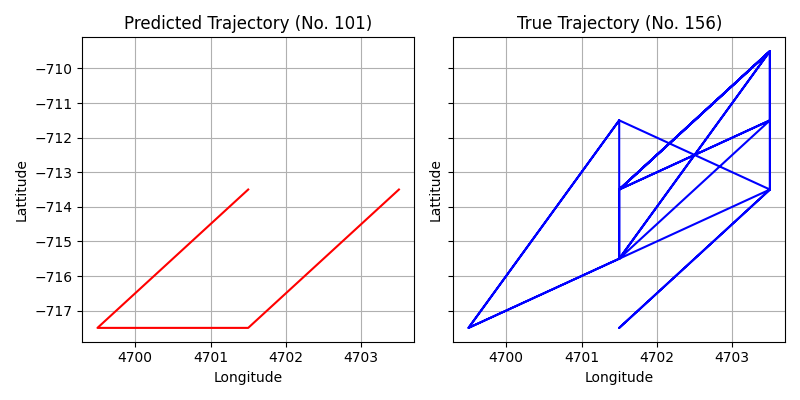 Predicted Trajectory (No. 101)
True Trajectory (No. 156)
−710
−711
−712
−713
−714
−715
−716
−717
Lattitude
Lattitude
4700 4701 4702 4703
4700 4701 4702 4703
Longitude
Longitude